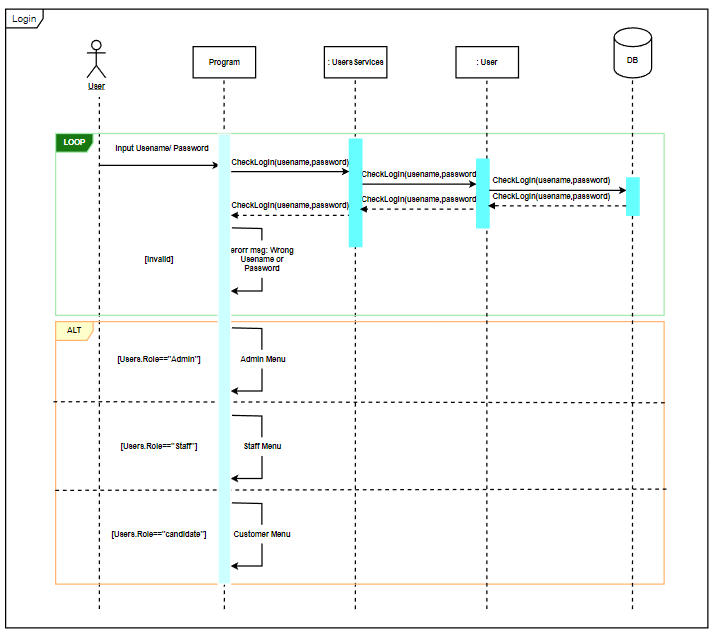 Login
User
Program
: Users Services
: User
DB
LOOP
Input Usename/ Password
CheckLogin(usename,password)
CheckLogin(usename,password
CheckLogin(usename,password)
CheckLogin(usename,password)
CheckLogin(usename,password
CheckLogin(usename,password)
[Invalid]
erorr msg: Wrong
Usename or
Password
ALT
[Users.Role=="Admin"]
Admin Menu
[Users.Role=="Staff"]
Staff Menu
[Users.Role=="candidate"]
Customer Menu